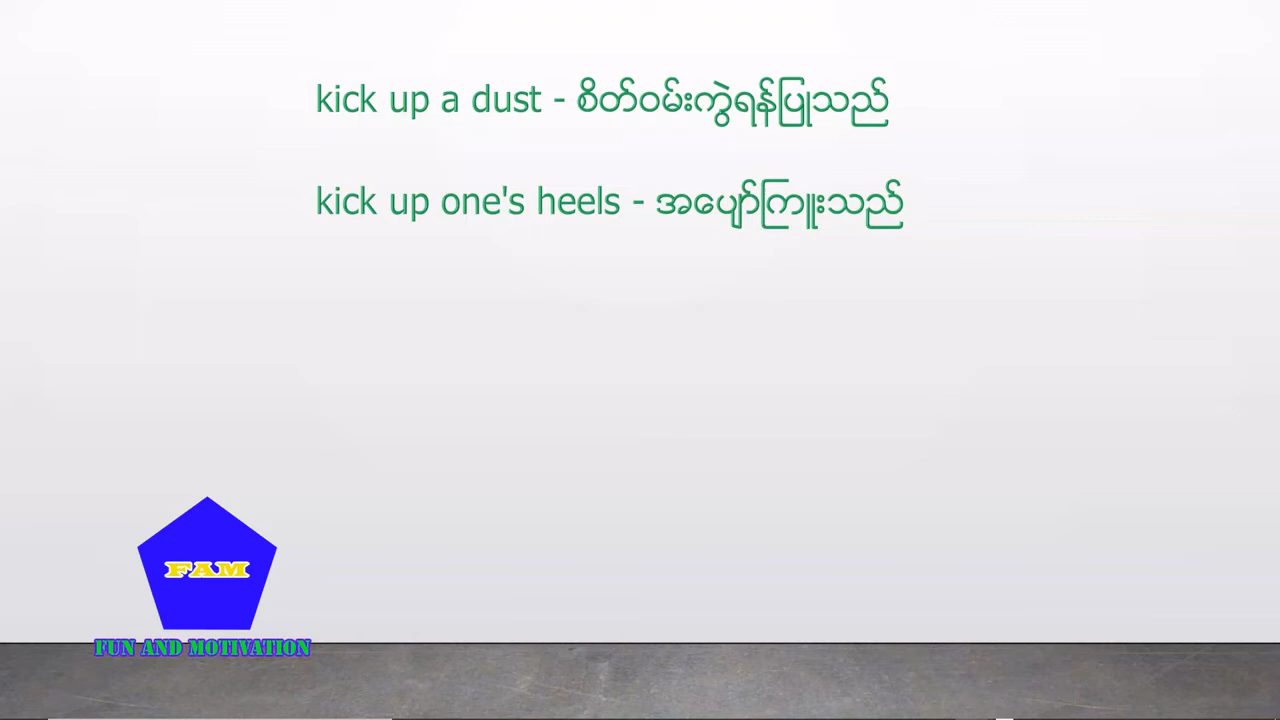 kick up a dust - စိတ်ဝမ်းကွဲရန်ပြုသည်
kick up one's heels - အပျော်ကြူးသည်
FAM
FUN AND MOTIVATION